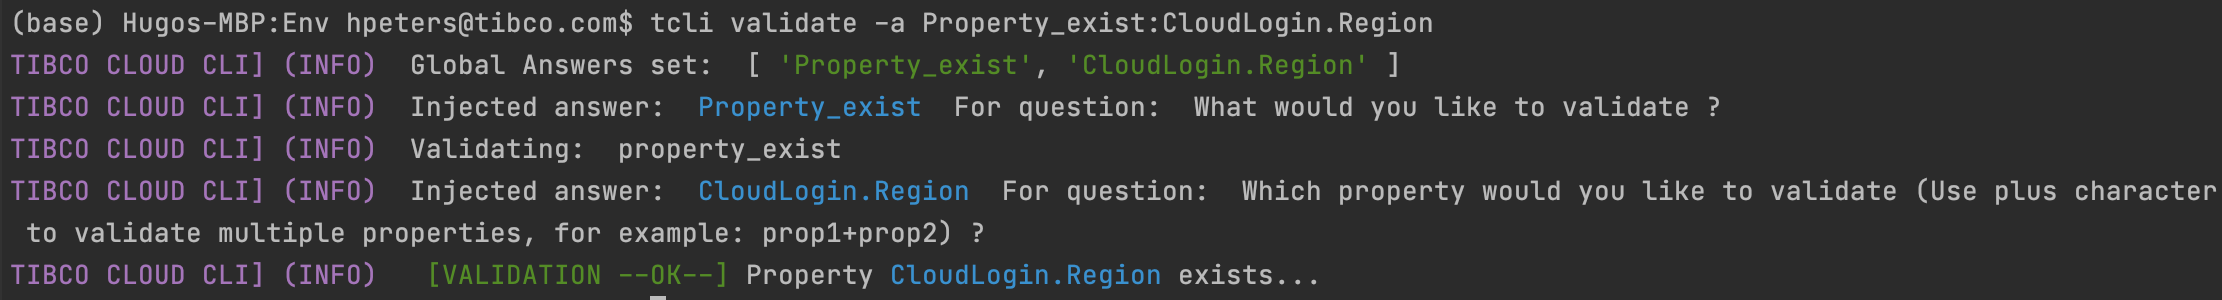 (base) Hugos-MBP:Env hpeters@tibco.com$ tcli validate -a Property_exist:CloudLogin.Region
TIBCO CLOUD CLI] (INFO)  Global Answers set:  [ 'Property_exist', 'CloudLogin.Region' ]
TIBCO CLOUD CLI] (INFO)  Injected answer:  Property_exist  For question:  What would you like to validate ?
TIBCO CLOUD CLI] (INFO)  Validating:  property_exist
TIBCO CLOUD CLI] (INFO)  Injected answer:  CloudLogin.Region  For question:  Which property would you like to validate (Use plus character
 to validate multiple properties, for example: prop1+prop2) ?
TIBCO CLOUD CLI] (INFO)   [VALIDATION --OK--] Property CloudLogin.Region exists...